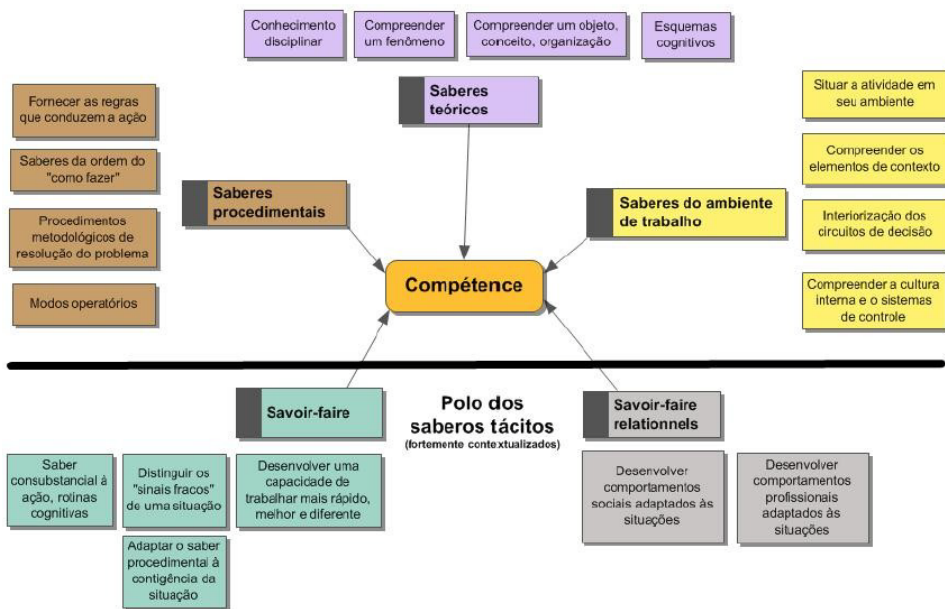 Conhecimento
disciplinar
Compreender
um fenômeno
Compreender um objeto,
conceito, organização
Esquemas
cognitivos
Saberes
teóricos
Fornecer as regras
que conduzem a ação
Saberes da ordem do
"como fazer"
Procedimentos
metodológicos de
resolução do problema
Modos operatórios
Saberes
procedimentais
Situar a atividade em
seu ambiente
Compreender os
elementos de contexto
Interiorização dos
circuitos de decisão
Compreender a cultura
interna e o sistemas
de controle
Saberes do ambiente
de trabalho
Compétence
Savoir-faire
Polo dos
saberos tácitos
(fortemente contextualizados)
Savoir-faire
relationnels
Saber
consubstancial à
ação, rotinas
cognitivas
Distinguir os
"sinais fracos"
de uma situação
Desenvolver uma
capacidade de
trabalhar mais rápido,
melhor e diferente
Adaptar o saber
procedimental à
contigência da
situação
Desenvolver
comportamentos
sociais adaptados às
situações
Desenvolver
comportamentos
profissionais
adaptados às
situações